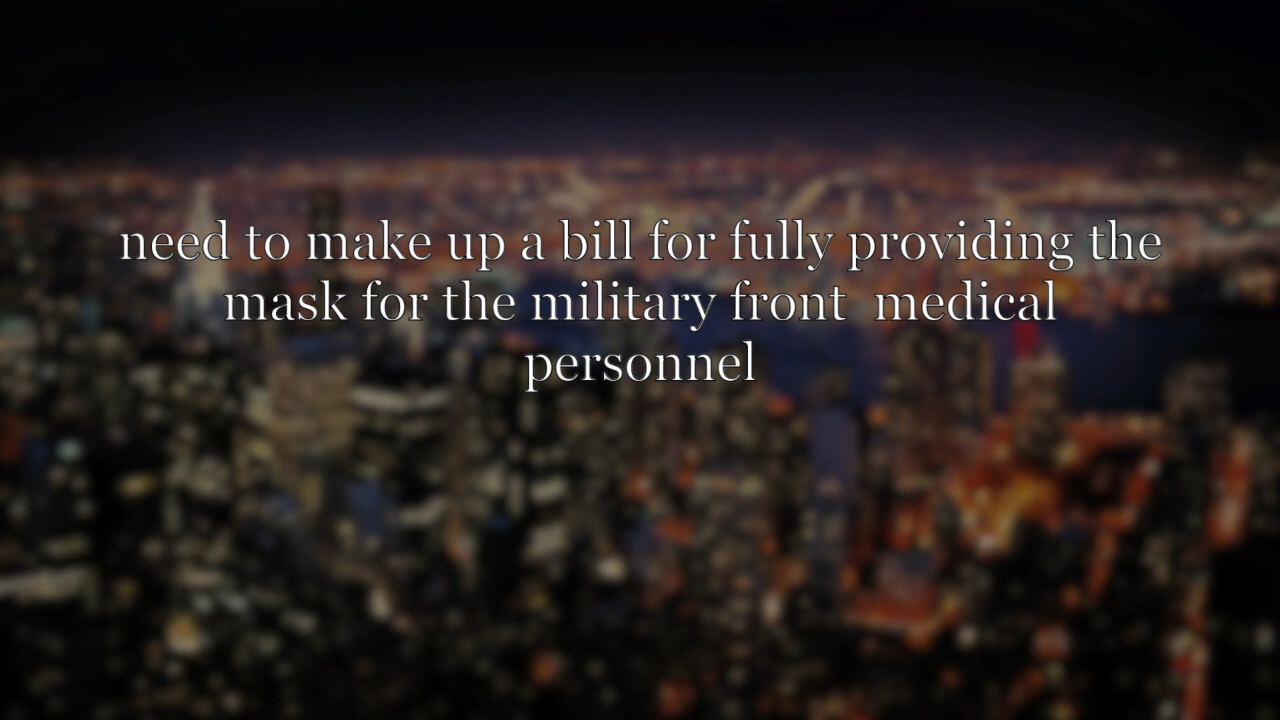 need to make up a bill for fully providing the
mask for the military front  medical
personnel